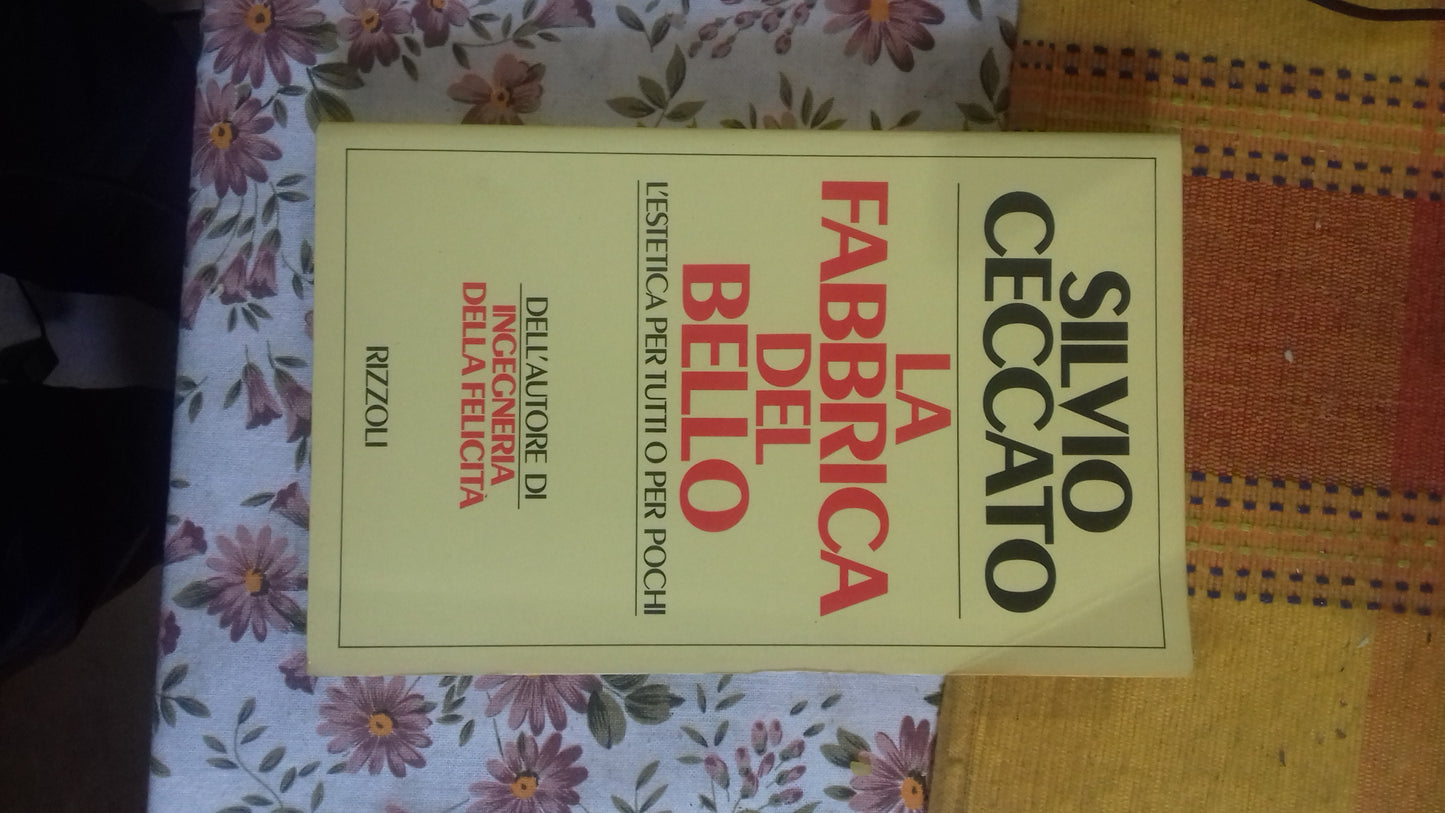 SILVIO
CECCATO
LA
FABBRICA
DEL
BELLO
L'ESTETICA PER TUTTI O PER POCHI
DELL'AUTORE DI
INGEGNERIA
DELLA FELICITÀ
RIZZOLI